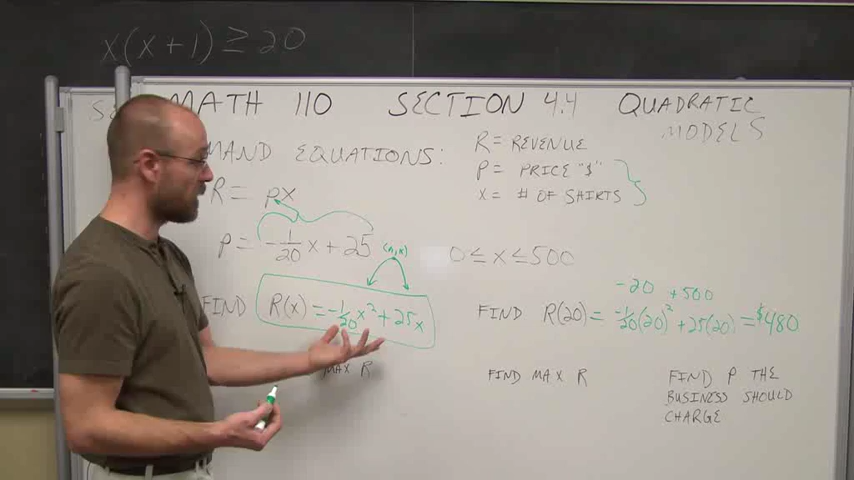 x(x+1) ≥ 20
MATH 110 SECTION 4.4 QUADRATIC
MODELS
MAND EQUATIONS:
R = REVENUE
P = PRICE "$"
X = # OF SHIRTS
R = px
p = -1/20 x + 25
0 ≤ x ≤ 500
FIND R(x) = -1/20 x² + 25x
-20 +500
FIND R(20) = -1/20(20)² + 25(20) = $480
MAX R
FIND MAX R
FIND P THE
BUSINESS SHOULD
CHARGE